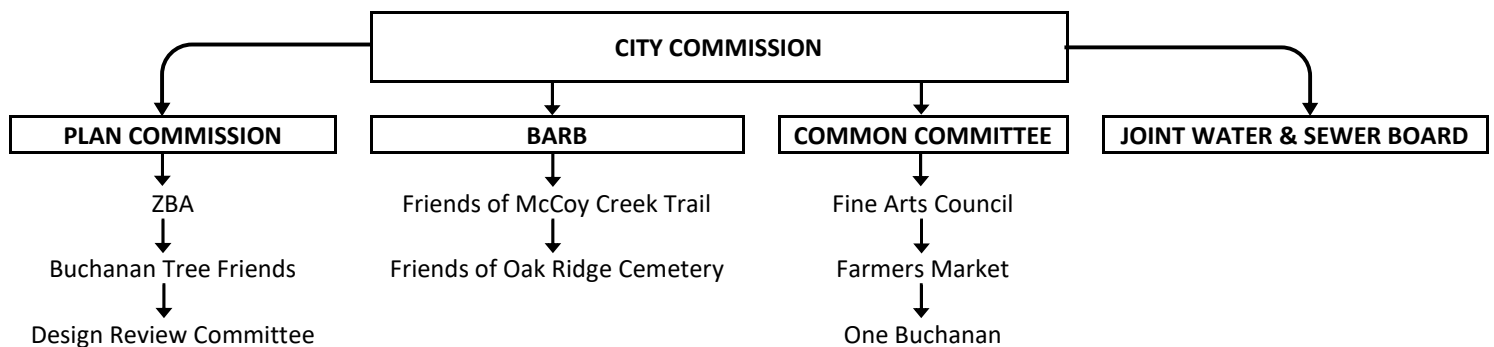 CITY COMMISSION
PLAN COMMISSION
BARB
COMMON COMMITTEE
JOINT WATER & SEWER BOARD
ZBA
Friends of McCoy Creek Trail
Fine Arts Council
Buchanan Tree Friends
Friends of Oak Ridge Cemetery
Farmers Market
Design Review Committee
One Buchanan